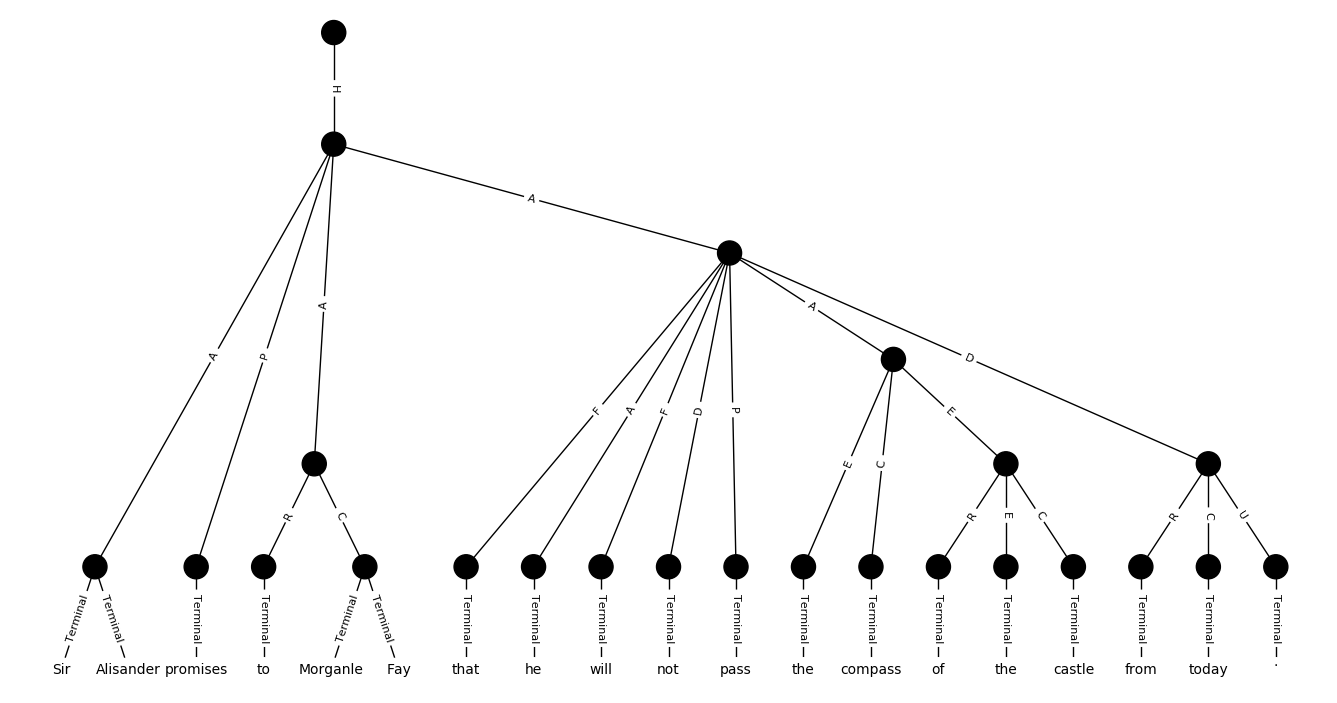 H
A
A
P
A
A
D
F
A
F
D
P
E
E
C
R
C
R
E
C
R
C
U
Terminal Terminal Terminal Terminal Terminal Terminal Terminal Terminal Terminal Terminal Terminal Terminal Terminal Terminal Terminal Terminal Terminal Terminal Terminal
Sir Alisander promises to Morganle Fay that he will not pass the compass of the castle from today .